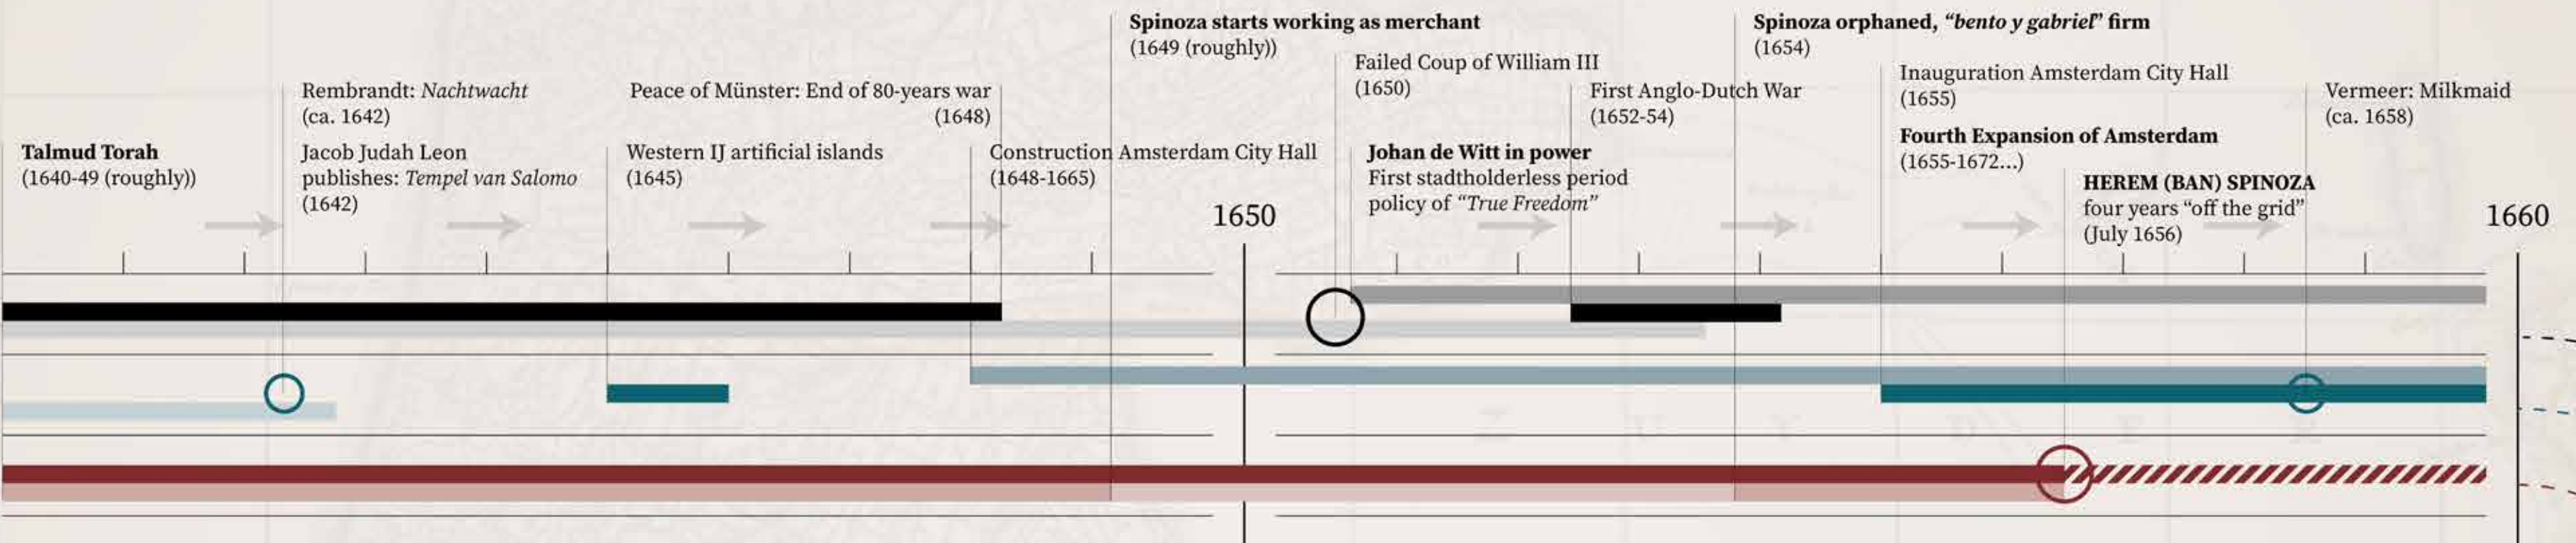 Talmud Torah
(1640-49 (roughly))
Rembrandt: Nachtwacht
(ca. 1642)
Jacob Judah Leon
publishes: Tempel van Salomo
(1642)
Peace of Münster: End of 80-years war
(1648)
Western IJ artificial islands
(1645)
Construction Amsterdam City Hall
(1648-1665)
Spinoza starts working as merchant
(1649 (roughly))
1650
Failed Coup of William III
(1650)
Johan de Witt in power
First stadtholderless period
policy of “True Freedom”
First Anglo-Dutch War
(1652-54)
Spinoza orphaned, “bento y gabriel” firm
(1654)
Inauguration Amsterdam City Hall
(1655)
Fourth Expansion of Amsterdam
(1655-1672...)
HEREM (BAN) SPINOZA
four years “off the grid”
(July 1656)
Vermeer: Milkmaid
(ca. 1658)
1660